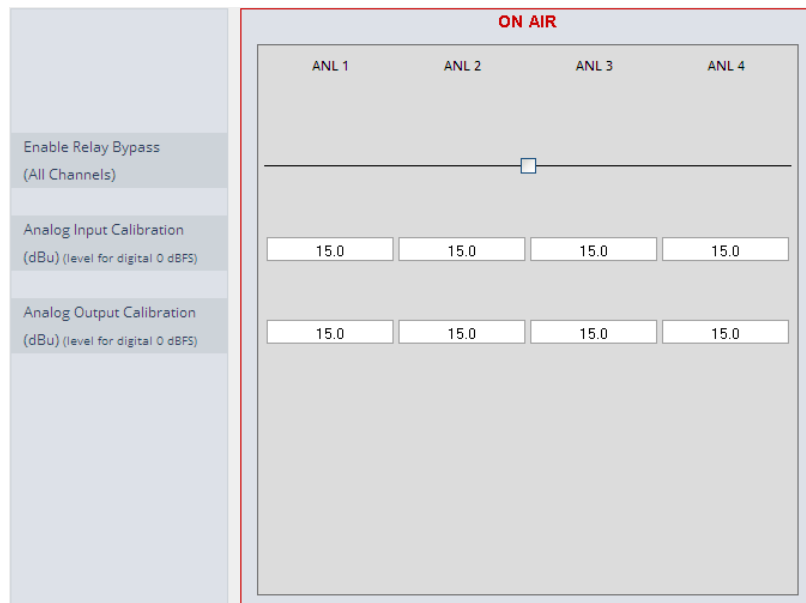 ON AIR
ANL 1 ANL 2 ANL 3 ANL 4
Enable Relay Bypass
(All Channels)
Analog Input Calibration
(dBu) (level for digital 0 dBFS)
15.0 15.0 15.0 15.0
Analog Output Calibration
(dBu) (level for digital 0 dBFS)
15.0 15.0 15.0 15.0